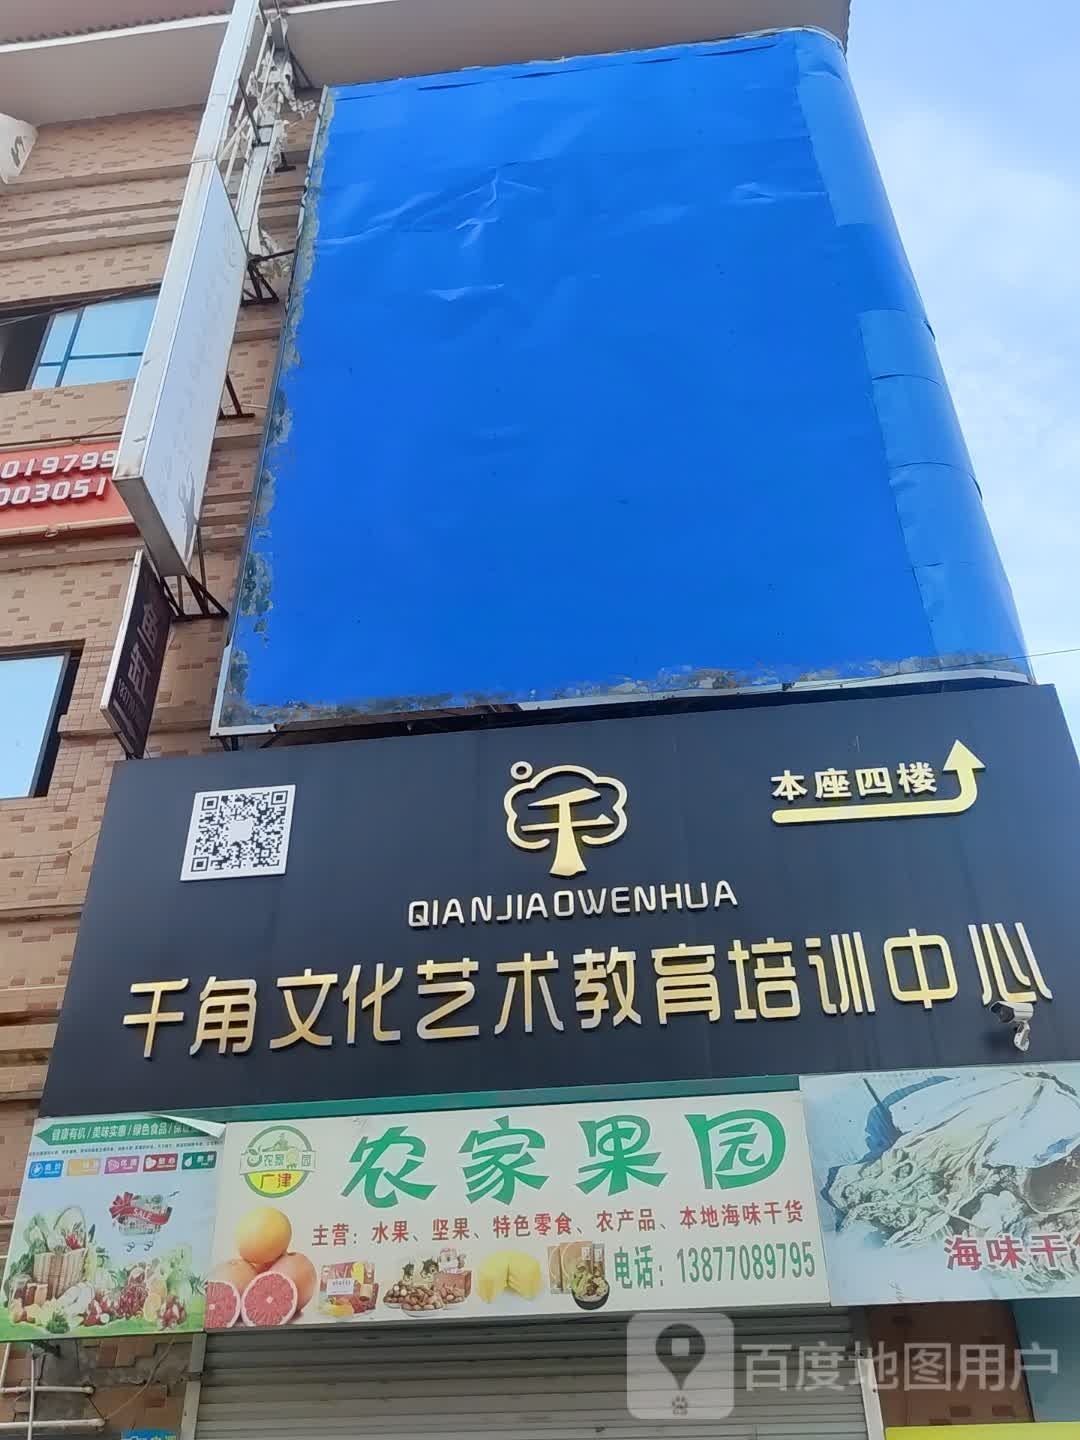 019799
003051
本座四楼
千
QIANJIAOWENHUA
千角文化艺术教育培训中心
健康有机/美味实惠/绿色食品/保
SALE
农家果园
广津
农家果园
主营：水果、坚果、特色零食、农产品、本地海味干货
电话：13877089795
海味干货
百度地图用户